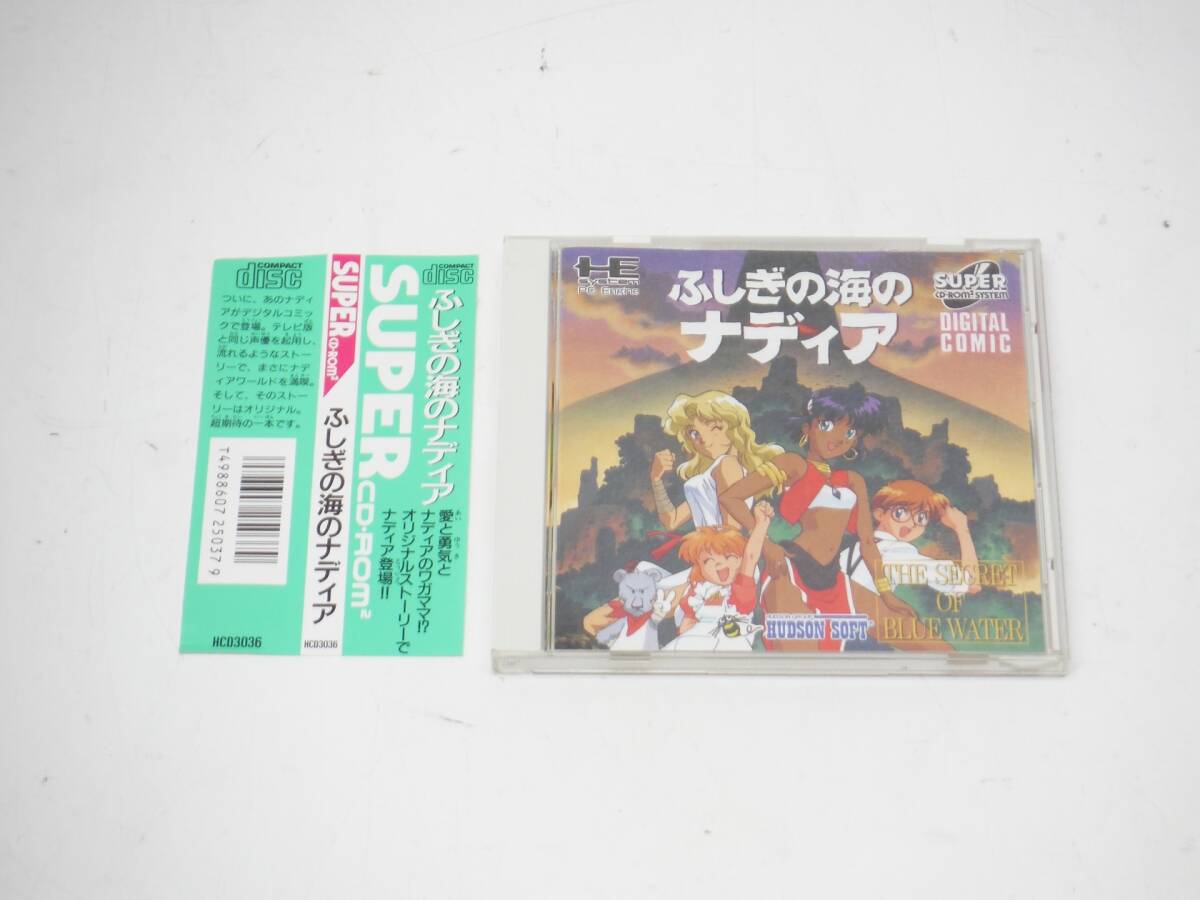 COMPACT
disc
ついに、あのナディ
アがデジタルコミッ
クで登場。テレビ版
と同じ声優を起用し、
流れるようなストー
リーで、まさにナデ
ィアワールドを満喫。
そして、そのストー
リーはオリジナル。
超期待の一本です。
T4988607 250379
HCD3036
SUPER
CD-ROM²
ふしぎの海のナディア
HCD3036
COMPACT
disc
SUPER
CD-ROM²
ふしぎの海のナディア
愛と勇気と
ナディアのワガママ!?
オリジナルストーリーで
ナディア登場!!
HE
System
PC Engine
ふしぎの海の
ナディア
SUPER
CD-ROM² SYSTEM
DIGITAL
COMIC
THE SECRET
OF
BLUE WATER
HUDSON SOFT